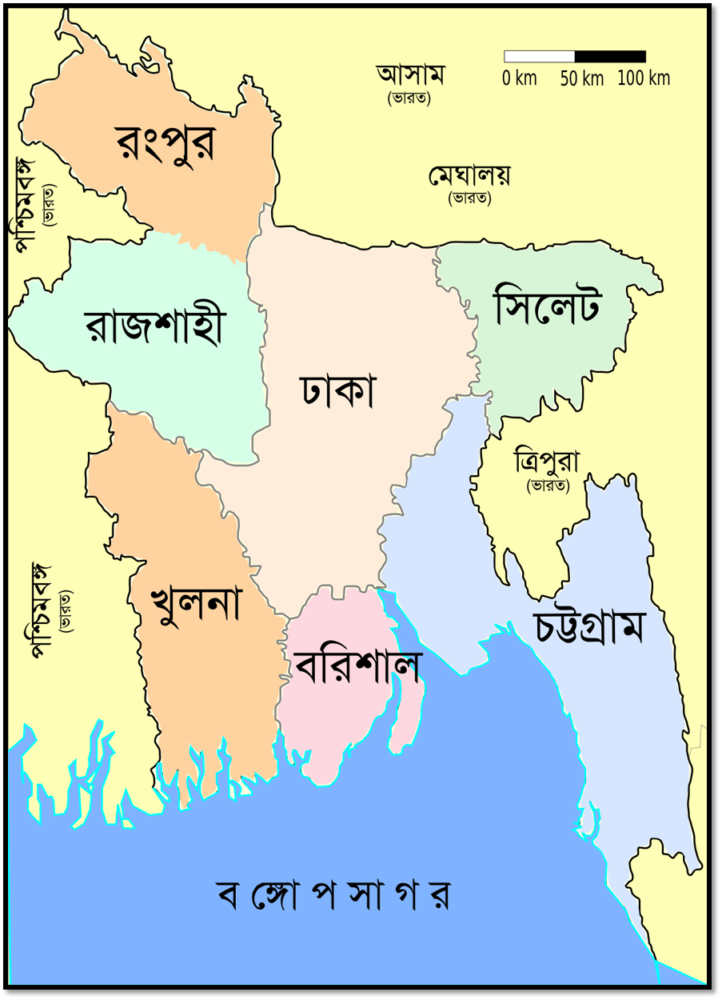 আসাম
(ভারত)
0 km 50 km 100 km
রংপুর
মেঘালয়
(ভারত)
পশ্চিমবঙ্গ
(ভারত)
সিলেট
রাজশাহী
ঢাকা
ত্রিপুরা
(ভারত)
খুলনা
পশ্চিমবঙ্গ
(ভারত)
চট্টগ্রাম
বরিশাল
ব ঙ্গো প সা গ র